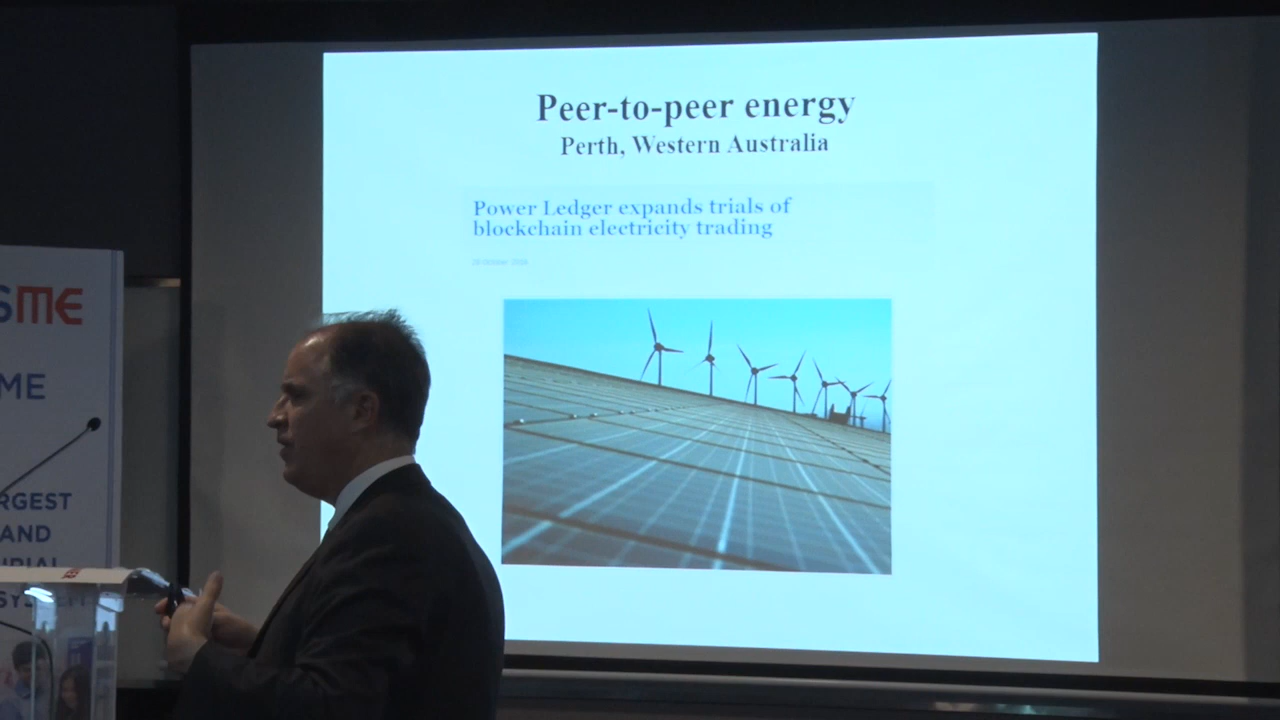 Peer-to-peer energy
Perth, Western Australia
Power Ledger expands trials of
blockchain electricity trading
SME
ME
RGEST
AND